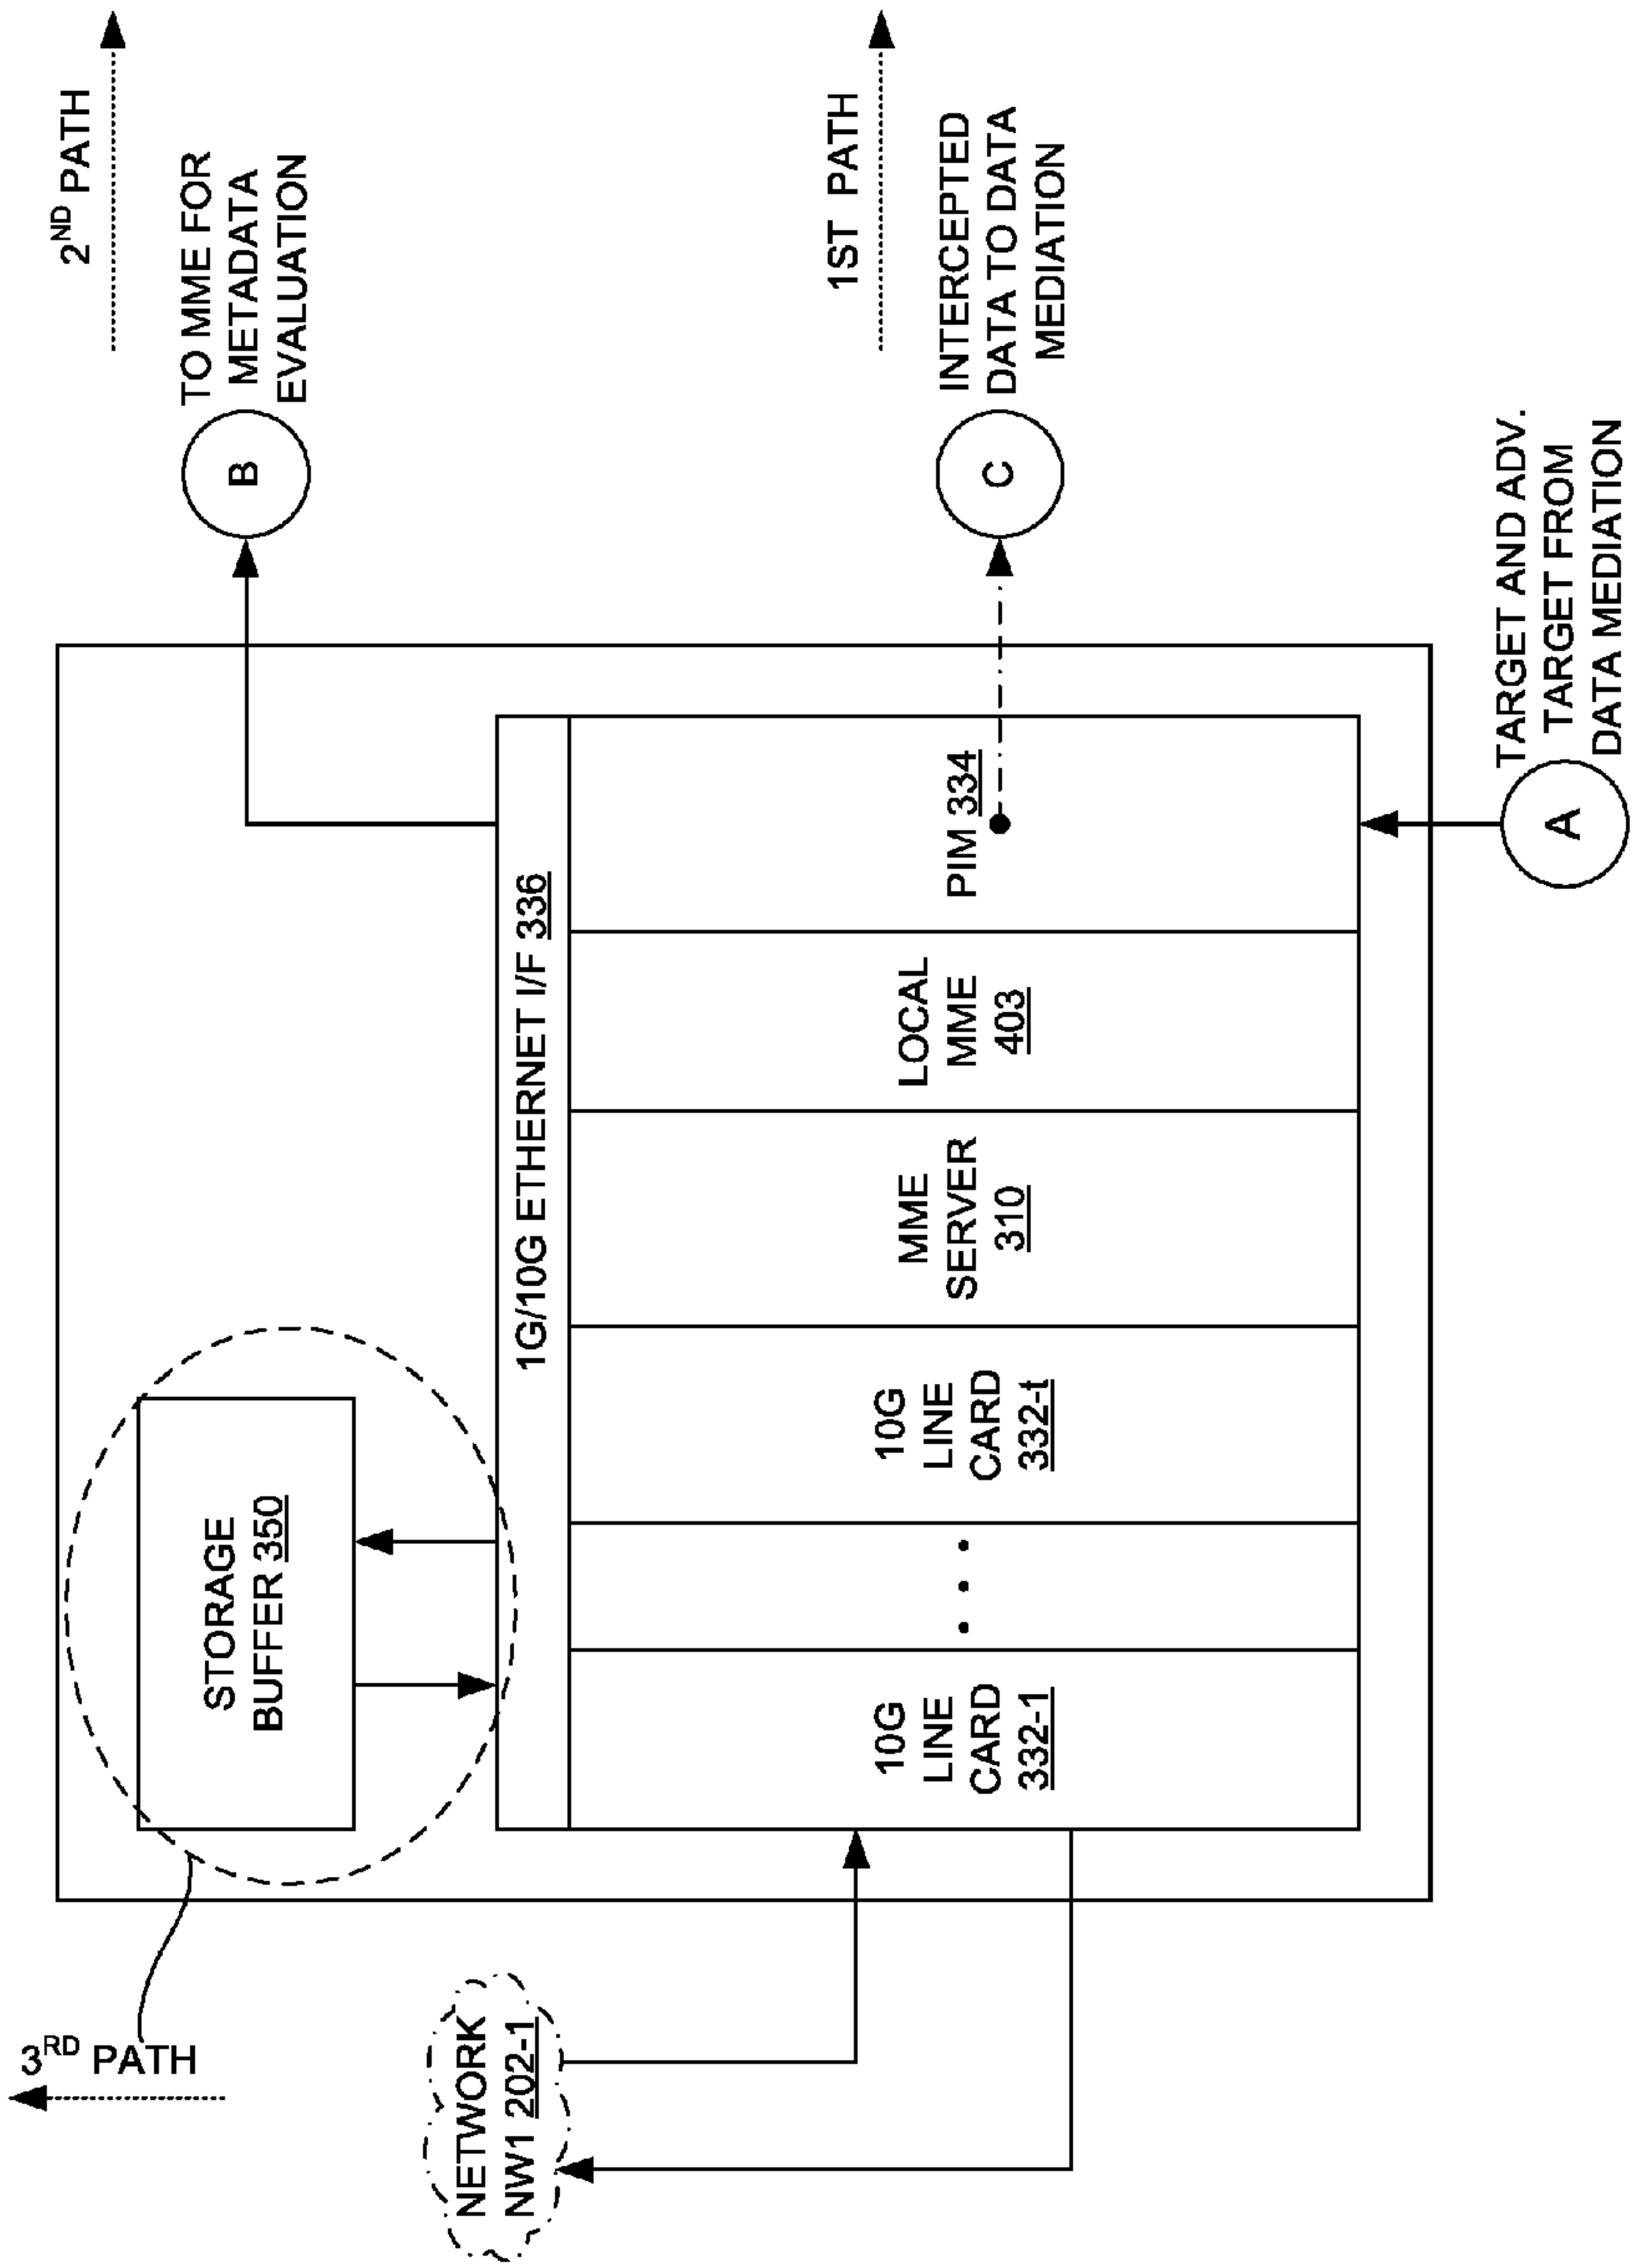 3RD PATH
2ND PATH
STORAGE
BUFFER 350
TO MME FOR
METADATA
EVALUATION
B
NETWORK
NW1 202-1
1G/10G ETHERNET I/F 336
10G
LINE
CARD
332-1
• • •
10G
LINE
CARD
332-t
MME
SERVER
310
LOCAL
MME
403
PIM 334
1ST PATH
INTERCEPTED
DATA TO DATA
MEDIATION
C
A
TARGET AND ADV.
TARGET FROM
DATA MEDIATION